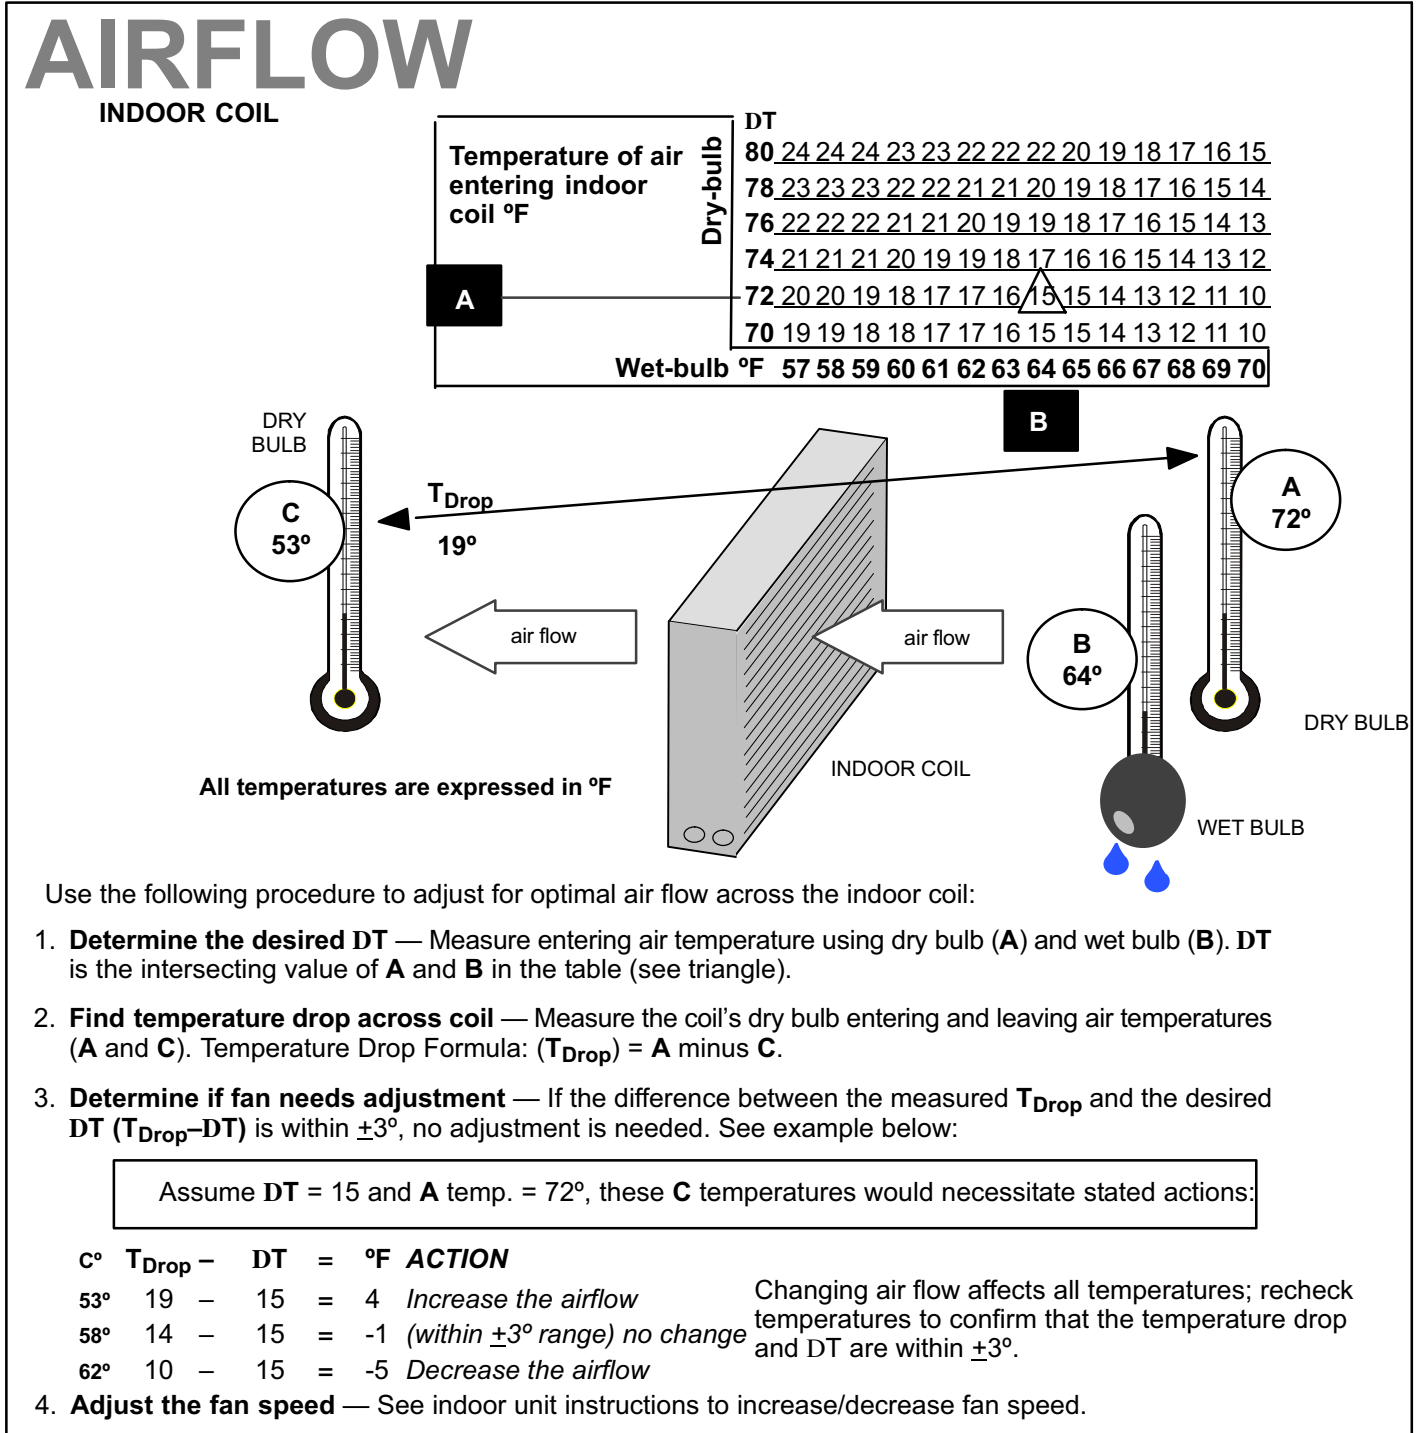 AIRFLOW
INDOOR COIL
Temperature of air
entering indoor
coil ºF
Dry-bulb
DT
80 24 24 24 23 23 22 22 22 20 19 18 17 16 15
78 23 23 23 22 22 21 21 20 19 18 17 16 15 14
76 22 22 22 21 21 20 19 19 18 17 16 15 14 13
74 21 21 21 20 19 19 18 17 16 16 15 14 13 12
A
72 20 20 19 18 17 17 16 15 15 14 13 12 11 10
70 19 19 18 18 17 17 16 15 15 14 13 12 11 10
Wet-bulb ºF 57 58 59 60 61 62 63 64 65 66 67 68 69 70
B
DRY
BULB
C
53º
TDrop
19º
A
72º
air flow
air flow
B
64º
DRY BULB
INDOOR COIL
All temperatures are expressed in ºF
WET BULB
Use the following procedure to adjust for optimal air flow across the indoor coil:
1. Determine the desired DT — Measure entering air temperature using dry bulb (A) and wet bulb (B). DT
is the intersecting value of A and B in the table (see triangle).
2. Find temperature drop across coil — Measure the coil's dry bulb entering and leaving air temperatures
(A and C). Temperature Drop Formula: (TDrop) = A minus C.
3. Determine if fan needs adjustment — If the difference between the measured TDrop and the desired
DT (TDrop–DT) is within ±3º, no adjustment is needed. See example below:
Assume DT = 15 and A temp. = 72º, these C temperatures would necessitate stated actions:
Cº TDrop – DT = ºF ACTION
53º 19 – 15 = 4 Increase the airflow
58º 14 – 15 = -1 (within ±3º range) no change
62º 10 – 15 = -5 Decrease the airflow
Changing air flow affects all temperatures; recheck
temperatures to confirm that the temperature drop
and DT are within ±3º.
4. Adjust the fan speed — See indoor unit instructions to increase/decrease fan speed.